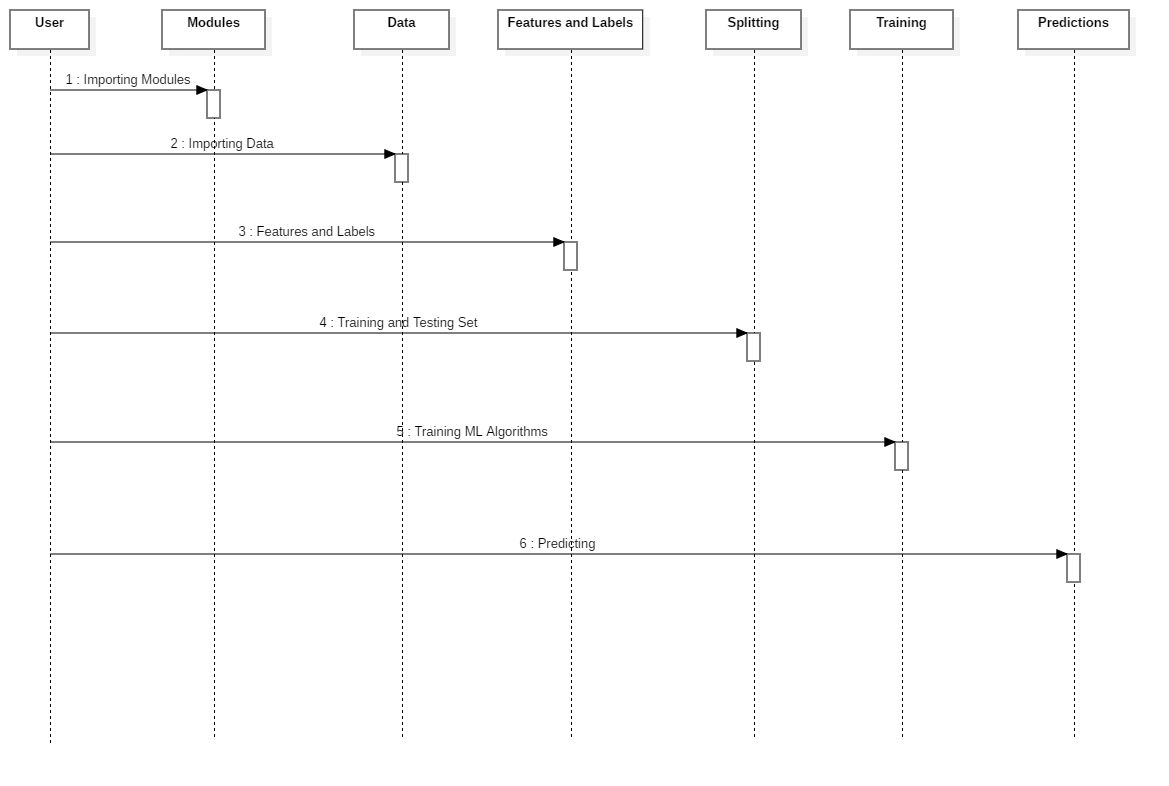 User
Modules
Data
Features and Labels
Splitting
Training
Predictions
1 : Importing Modules
2 : Importing Data
3 : Features and Labels
4 : Training and Testing Set
5 : Training ML Algorithms
6 : Predicting